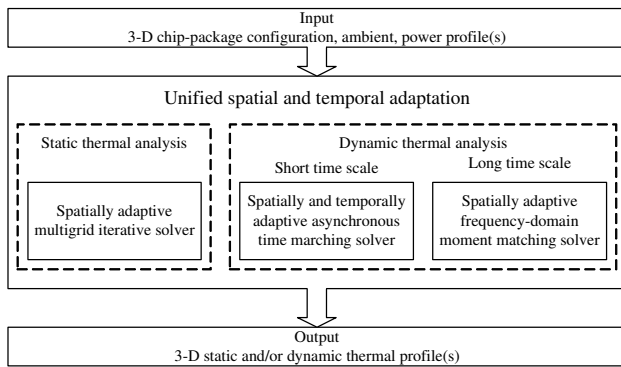 Input
3-D chip-package configuration, ambient, power profile(s)
Unified spatial and temporal adaptation
Static thermal analysis
Spatially adaptive
multigrid iterative solver
Dynamic thermal analysis
Short time scale
Spatially and temporally
adaptive asynchronous
time marching solver
Long time scale
Spatially adaptive
frequency-domain
moment matching solver
Output
3-D static and/or dynamic thermal profile(s)